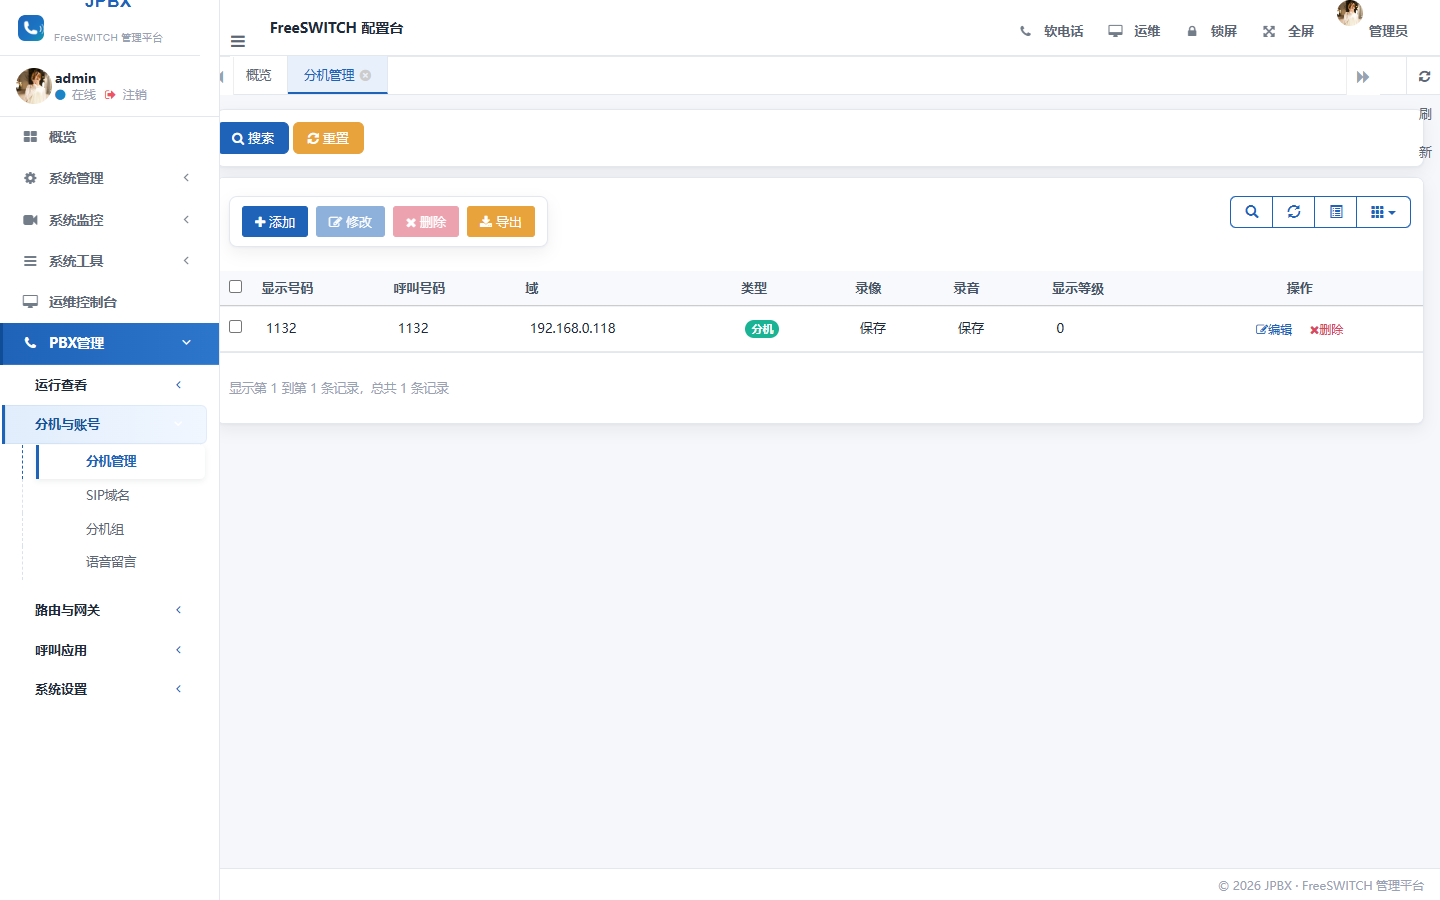 JPBX
FreeSWITCH 管理平台
admin
在线 注销
概览
系统管理
系统监控
系统工具
运维控制台
PBX管理
运行查看
分机与账号
分机管理
SIP域名
分机组
语音留言
路由与网关
呼叫应用
系统设置
FreeSWITCH 配置台
软电话 运维 锁屏 全屏 管理员
概览 分机管理
刷
新
搜索 重置
添加 修改 删除 导出
显示号码 呼叫号码 域 类型 录像 录音 显示等级 操作
1132 1132 192.168.0.118 分机 保存 保存 0 编辑 删除
显示第 1 到第 1 条记录，总共 1 条记录
© 2026 JPBX · FreeSWITCH 管理平台